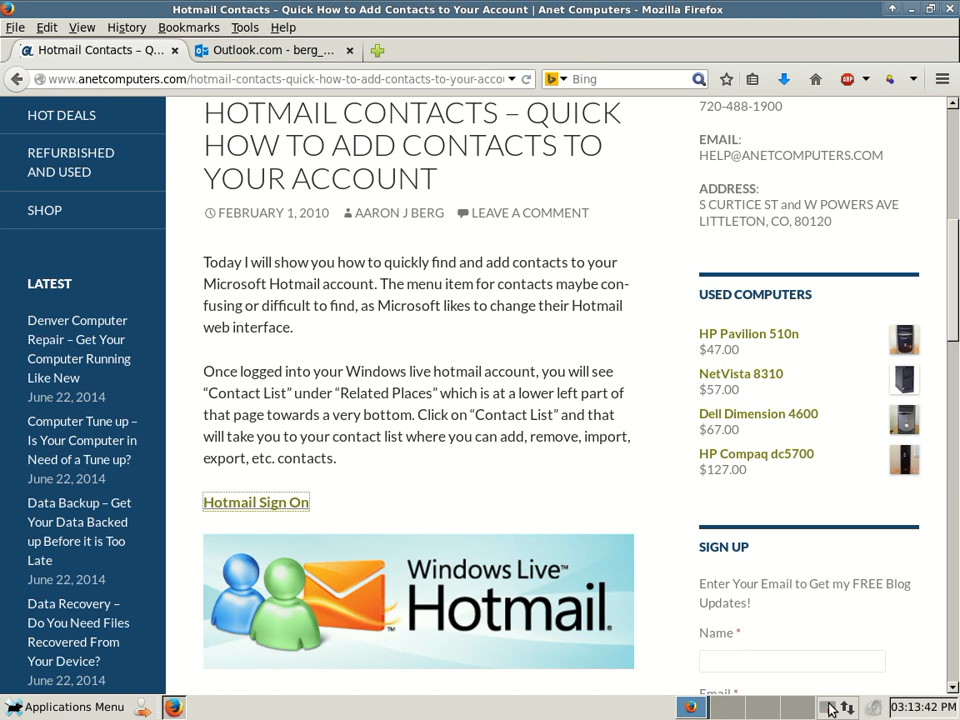 Hotmail Contacts – Quick How to Add Contacts to Your Account | Anet Computers - Mozilla Firefox
File Edit View History Bookmarks Tools Help
Hotmail Contacts – Q...
Outlook.com - berg_...
www.anetcomputers.com/hotmail-contacts-quick-how-to-add-contacts-to-your-accou
Bing
ABP
HOT DEALS
REFURBISHED
AND USED
SHOP
LATEST
Denver Computer
Repair – Get Your
Computer Running
Like New
June 22, 2014
Computer Tune up –
Is Your Computer in
Need of a Tune up?
June 22, 2014
Data Backup – Get
Your Data Backed
up Before it is Too
Late
June 22, 2014
Data Recovery –
Do You Need Files
Recovered From
Your Device?
June 22, 2014
HOTMAIL CONTACTS – QUICK
HOW TO ADD CONTACTS TO
YOUR ACCOUNT
FEBRUARY 1, 2010 AARON J BERG LEAVE A COMMENT
Today I will show you how to quickly find and add contacts to your
Microsoft Hotmail account. The menu item for contacts maybe con-
fusing or difficult to find, as Microsoft likes to change their Hotmail
web interface.
Once logged into your Windows live hotmail account, you will see
“Contact List” under “Related Places” which is at a lower left part of
that page towards a very bottom. Click on “Contact List” and that
will take you to your contact list where you can add, remove, import,
export, etc. contacts.
Hotmail Sign On
Windows Live™
Hotmail.
720-488-1900
EMAIL:
HELP@ANETCOMPUTERS.COM
ADDRESS:
S CURTICE ST and W POWERS AVE
LITTLETON, CO, 80120
USED COMPUTERS
HP Pavilion 510n
$47.00
NetVista 8310
$57.00
Dell Dimension 4600
$67.00
HP Compaq dc5700
$127.00
SIGN UP
Enter Your Email to Get my FREE Blog
Updates!
Name *
Email *
Applications Menu
03:13:42 PM